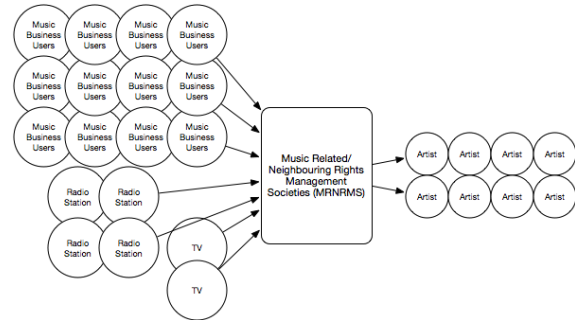 Music Business Users
Music Business Users
Music Business Users
Music Business Users
Music Business Users
Music Business Users
Music Business Users
Music Business Users
Music Business Users
Music Business Users
Music Business Users
Music Business Users
Radio Station
Radio Station
Radio Station
Radio Station
TV
TV
Music Related/
Neighbouring Rights
Management
Societies (MRNRMS)
Artist
Artist
Artist
Artist
Artist
Artist
Artist
Artist